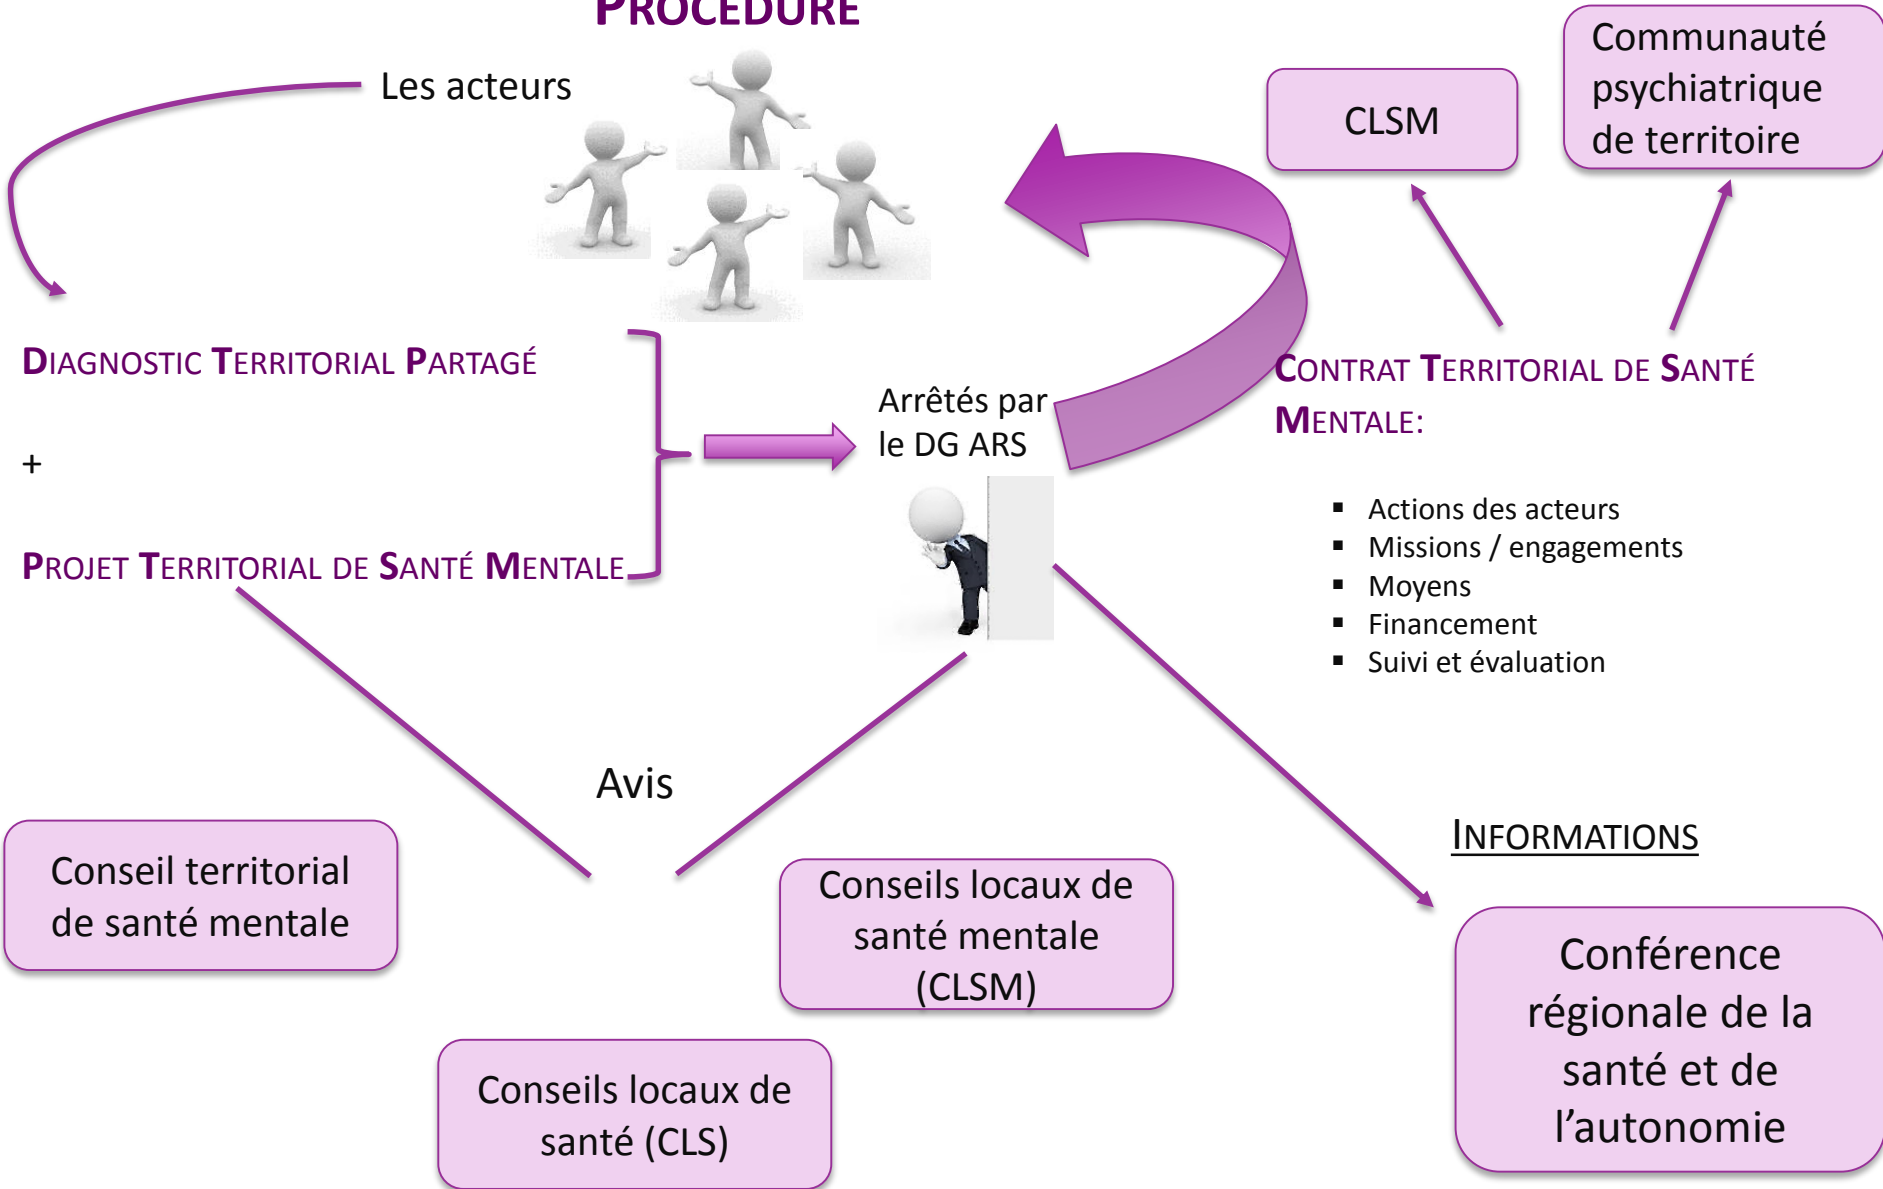 PROCÉDURE
Les acteurs
CLSM
Communauté
psychiatrique
de territoire
DIAGNOSTIC TERRITORIAL PARTAGÉ
+
PROJET TERRITORIAL DE SANTÉ MENTALE
Arrêtés par
le DG ARS
CONTRAT TERRITORIAL DE SANTÉ
MENTALE:
▪ Actions des acteurs
▪ Missions / engagements
▪ Moyens
▪ Financement
▪ Suivi et évaluation
Avis
Conseil territorial
de santé mentale
Conseils locaux de
santé mentale
(CLSM)
Conseils locaux de
santé (CLS)
INFORMATIONS
Conférence
régionale de la
santé et de
l’autonomie